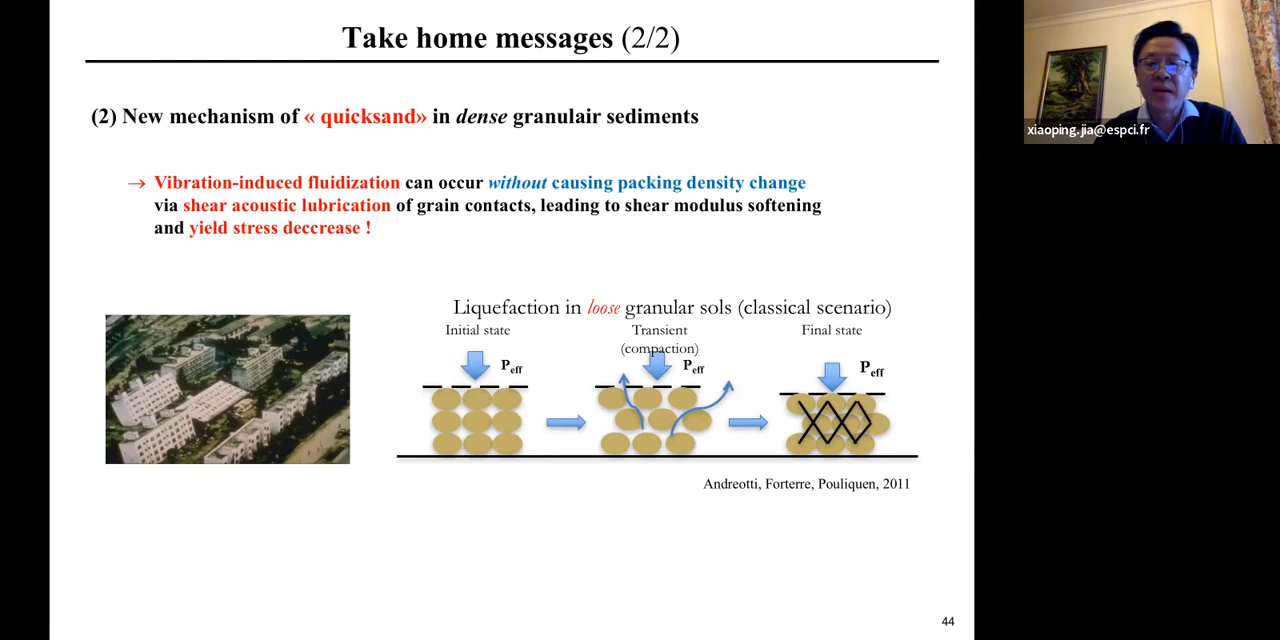 Take home messages (2/2)
xiaoping.jia@espci.fr
(2) New mechanism of « quicksand» in dense granulair sediments
→ Vibration-induced fluidization can occur without causing packing density change
via shear acoustic lubrication of grain contacts, leading to shear modulus softening
and yield stress deccrease !
Liquefaction in loose granular sols (classical scenario)
Initial state
Transient
(compaction)
Final state
Peff
Peff
Peff
Andreotti, Forterre, Pouliquen, 2011
44